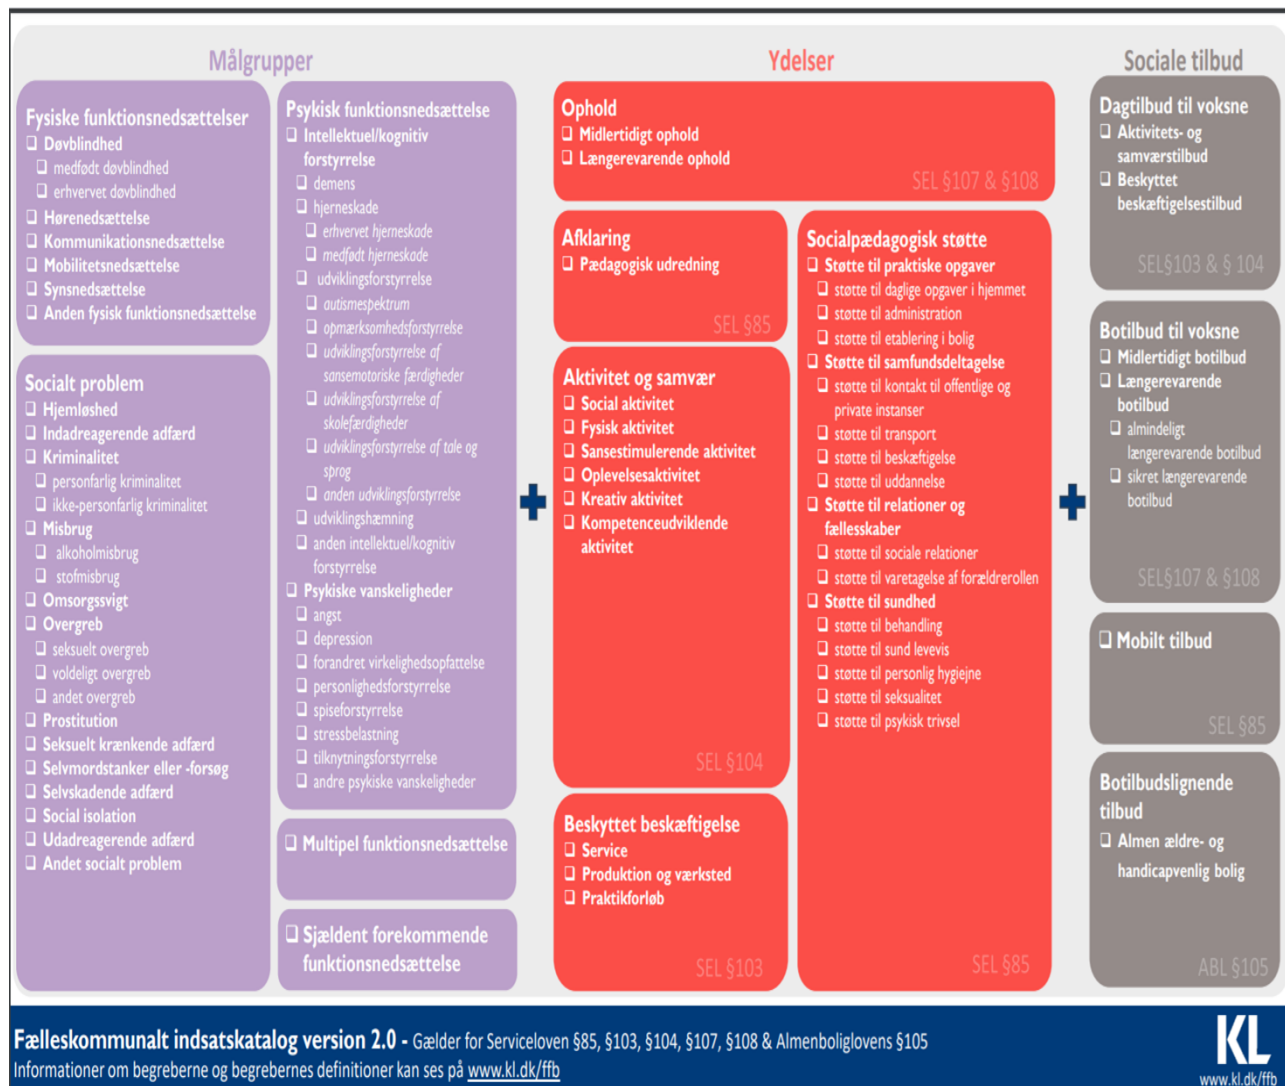 Målgrupper
Fysiske funktionsnedsættelser
❑ Døvblindhed
❑ medfødt døvblindhed
❑ erhvervet døvblindhed
❑ Hørenedsættelse
❑ Kommunikationsnedsættelse
❑ Mobilitetsnedsættelse
❑ Synsnedsættelse
❑ Anden fysisk funktionsnedsættelse
Socialt problem
❑ Hjemløshed
❑ Indadreagerende adfærd
❑ Kriminalitet
❑ personfarlig kriminalitet
❑ ikke-personfarlig kriminalitet
❑ Misbrug
❑ alkoholmisbrug
❑ stofmisbrug
❑ Omsorgssvigt
❑ Overgreb
❑ seksuelt overgreb
❑ voldeligt overgreb
❑ andet overgreb
❑ Prostitution
❑ Seksuelt krænkende adfærd
❑ Selvmordstanker eller -forsøg
❑ Selvskadende adfærd
❑ Social isolation
❑ Udadreagerende adfærd
❑ Andet socialt problem
Psykisk funktionsnedsættelse
❑ Intellektuel/kognitiv
forstyrrelse
❑ demens
❑ hjerneskade
❑ erhvervet hjerneskade
❑ medfødt hjerneskade
❑ udviklingsforstyrrelse
❑ autismespektrum
❑ opmærksomhedsforstyrrelse
❑ udviklingsforstyrrelse af
sansemotoriske færdigheder
❑ udviklingsforstyrrelse af
skolefærdigheder
❑ udviklingsforstyrrelse af tale og
sprog
❑ anden udviklingsforstyrrelse
❑ udviklingshæmning
❑ anden intellektuel/kognitiv
forstyrrelse
❑ Psykiske vanskeligheder
❑ angst
❑ depression
❑ forandret virkelighedsopfattelse
❑ personlighedsforstyrrelse
❑ spiseforstyrrelse
❑ stressbelastning
❑ tilknytningsforstyrrelse
❑ andre psykiske vanskeligheder
❑ Multipel funktionsnedsættelse
❑ Sjældent forekommende
funktionsnedsættelse
Ydelser
Ophold
❑ Midlertidigt ophold
❑ Længerevarende ophold
SEL §107 & §108
Afklaring
❑ Pædagogisk udredning
SEL §85
Aktivitet og samvær
❑ Social aktivitet
❑ Fysisk aktivitet
❑ Sansestimulerende aktivitet
❑ Oplevelsesaktivitet
❑ Kreativ aktivitet
❑ Kompetenceudviklende
aktivitet
SEL §104
Beskyttet beskæftigelse
❑ Service
❑ Produktion og værksted
❑ Praktikforløb
SEL §103
Socialpædagogisk støtte
❑ Støtte til praktiske opgaver
❑ støtte til daglige opgaver i hjemmet
❑ støtte til administration
❑ støtte til etablering i bolig
❑ Støtte til samfundsdeltagelse
❑ støtte til kontakt til offentlige og
private instanser
❑ støtte til transport
❑ støtte til beskæftigelse
❑ støtte til uddannelse
❑ Støtte til relationer og
fællesskaber
❑ støtte til sociale relationer
❑ støtte til varetagelse af forældrerollen
❑ Støtte til sundhed
❑ støtte til behandling
❑ støtte til sund levevis
❑ støtte til personlig hygiejne
❑ støtte til seksualitet
❑ støtte til psykisk trivsel
SEL §85
Sociale tilbud
Dagtilbud til voksne
❑ Aktivitets- og
samværstilbud
❑ Beskyttet
beskæftigelsestilbud
SEL§103 & § 104
Botilbud til voksne
❑ Midlertidigt botilbud
❑ Længerevarende
botilbud
❑ almindeligt
længerevarende botilbud
❑ sikret længerevarende
botilbud
SEL§107 & §108
❑ Mobilt tilbud
SEL §85
Botilbudslignende
tilbud
❑ Almen ældre- og
handicapvenlig bolig
ABL §105
Fælleskommunalt indsatskatalog version 2.0 - Gælder for Serviceloven §85, §103, §104, §107, §108 & Almenboliglovens §105
Informationer om begreberne og begrebernes definitioner kan ses på www.kl.dk/ffb
KL
www.kl.dk/ffb